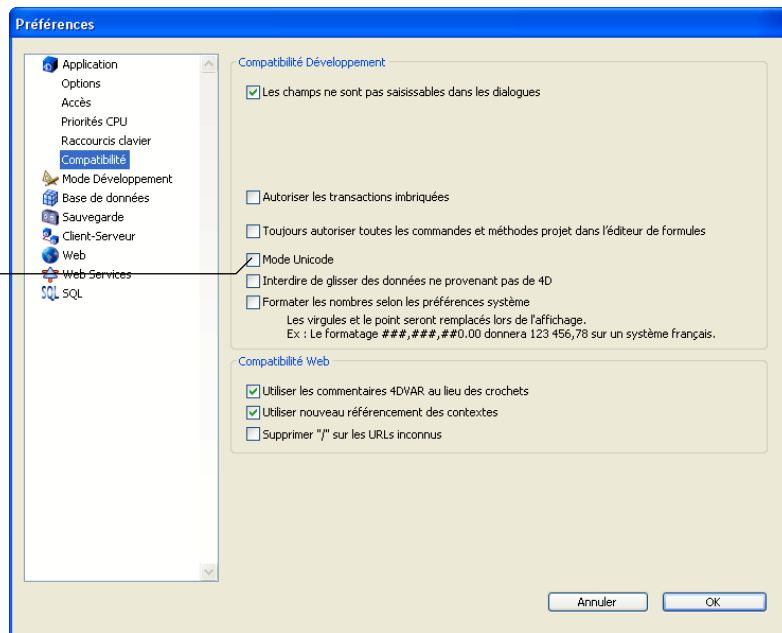 Préférences
Application
Options
Accès
Priorités CPU
Raccourcis clavier
Compatibilité
Mode Développement
Base de données
Sauvegarde
Client-Serveur
Web
Web Services
SQL SQL
Compatibilité Développement
Les champs ne sont pas saisissables dans les dialogues
Autoriser les transactions imbriquées
Toujours autoriser toutes les commandes et méthodes projet dans l'éditeur de formules
Mode Unicode
Interdire de glisser des données ne provenant pas de 4D
Formater les nombres selon les préférences système
Les virgules et le point seront remplacés lors de l'affichage.
Ex : Le formatage ###,###,##0.00 donnera 123 456,78 sur un système français.
Compatibilité Web
Utiliser les commentaires 4DVAR au lieu des crochets
Utiliser nouveau référencement des contextes
Supprimer "/" sur les URLs inconnus
Annuler
OK